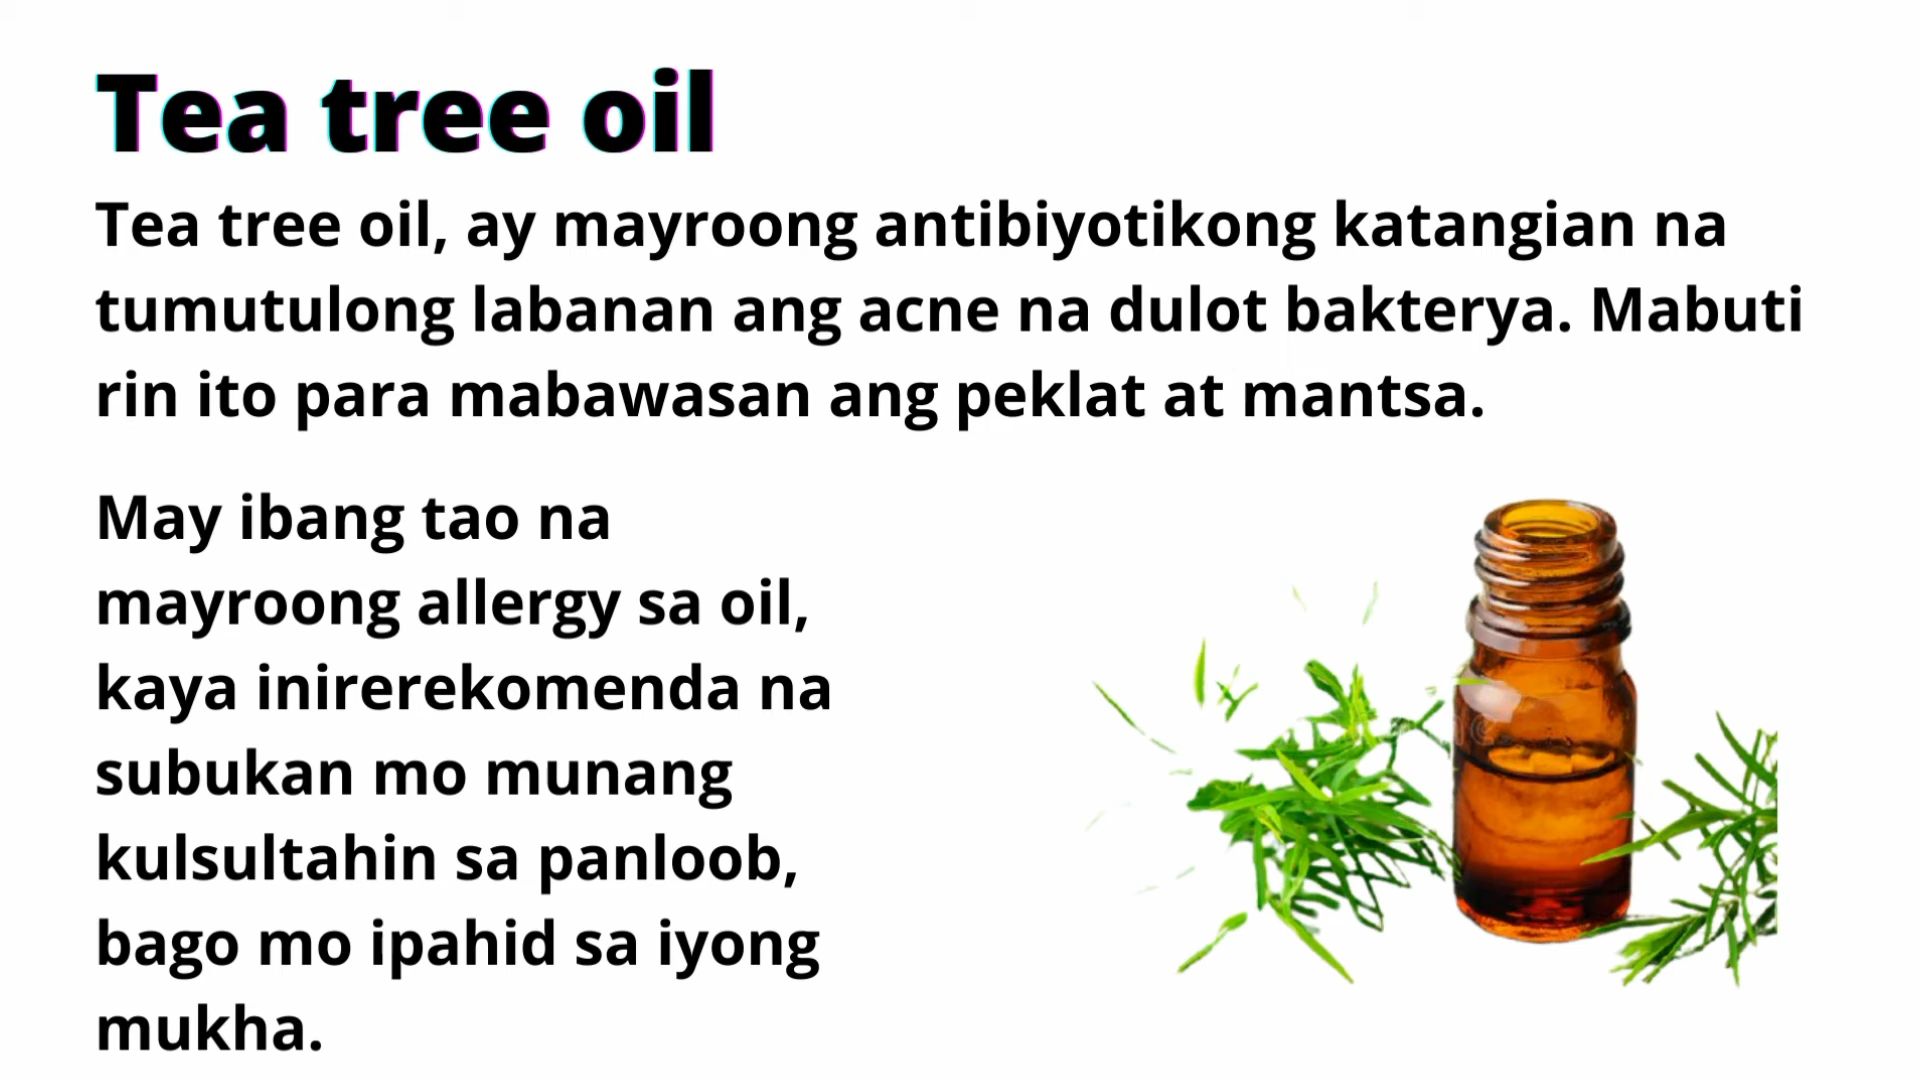 Tea tree oil
Tea tree oil, ay mayroong antibiyotikong katangian na
tumutulong labanan ang acne na dulot bakterya. Mabuti
rin ito para mabawasan ang peklat at mantsa.
May ibang tao na
mayroong allergy sa oil,
kaya inirerekomenda na
subukan mo munang
kulsultahin sa panloob,
bago mo ipahid sa iyong
mukha.